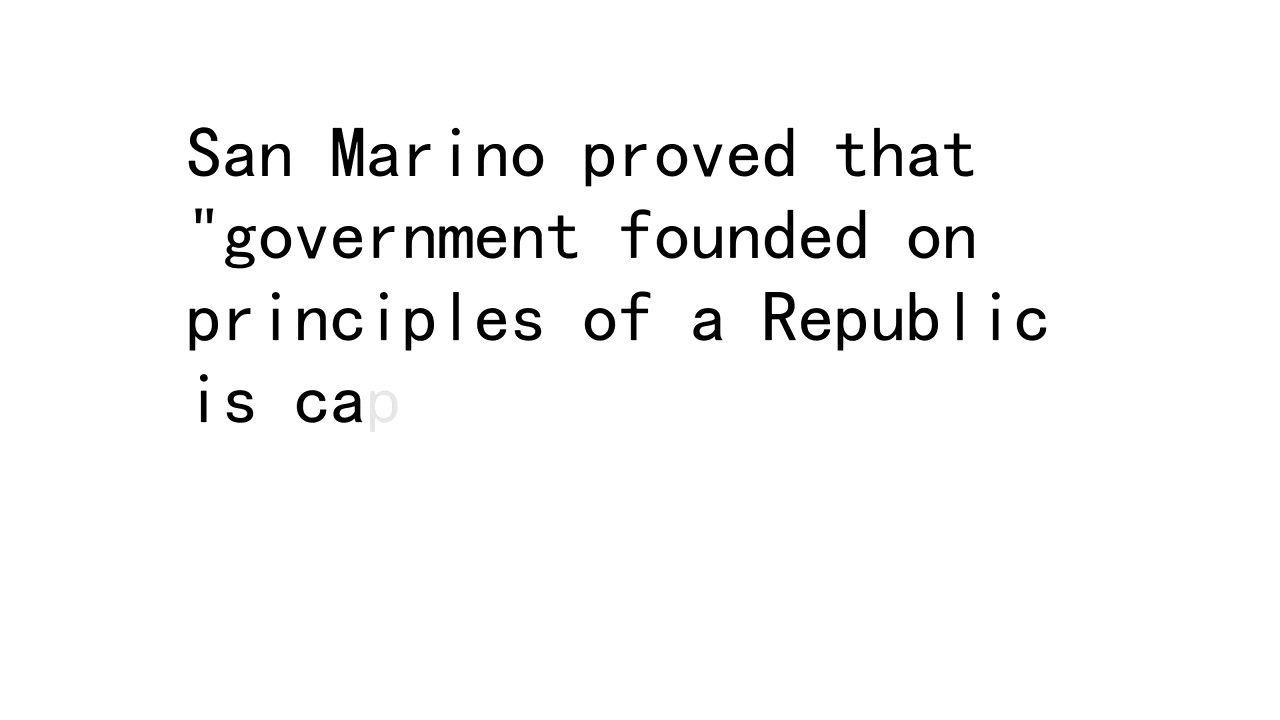 San Marino proved that
"government founded on
principles of a Republic
is cap